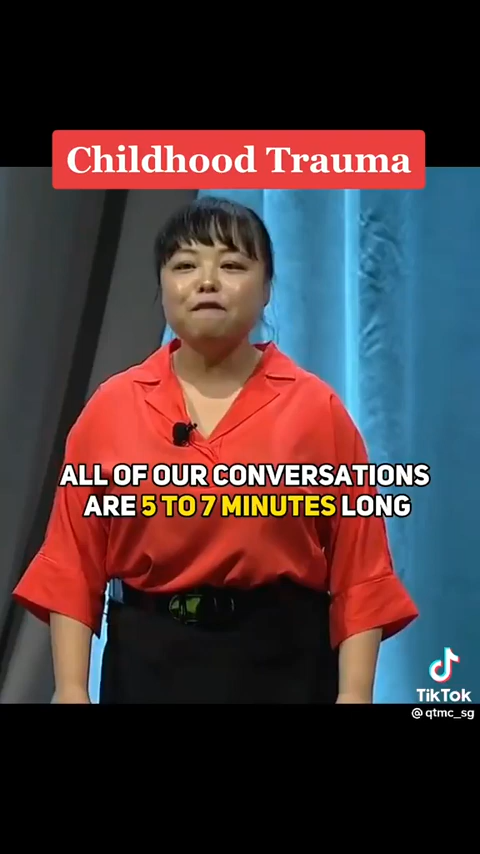 Childhood Trauma
ALL OF OUR CONVERSATIONS
ARE 5 TO 7 MINUTES LONG
TikTok
@qtmc_sg